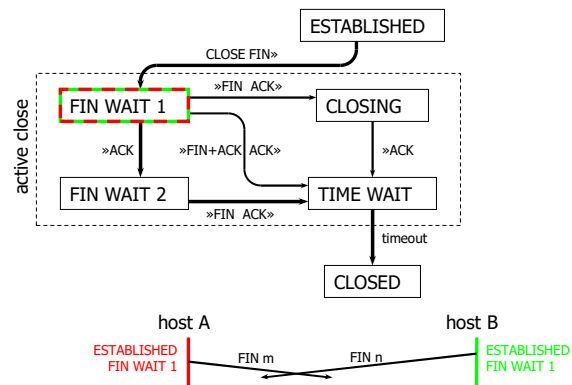 ESTABLISHED
CLOSE FIN»
active close
FIN WAIT 1
»FIN ACK»
CLOSING
»ACK
»FIN+ACK ACK»
»ACK
FIN WAIT 2
TIME WAIT
»FIN ACK»
timeout
CLOSED
host A
host B
ESTABLISHED
FIN WAIT 1
FIN m
FIN n
ESTABLISHED
FIN WAIT 1